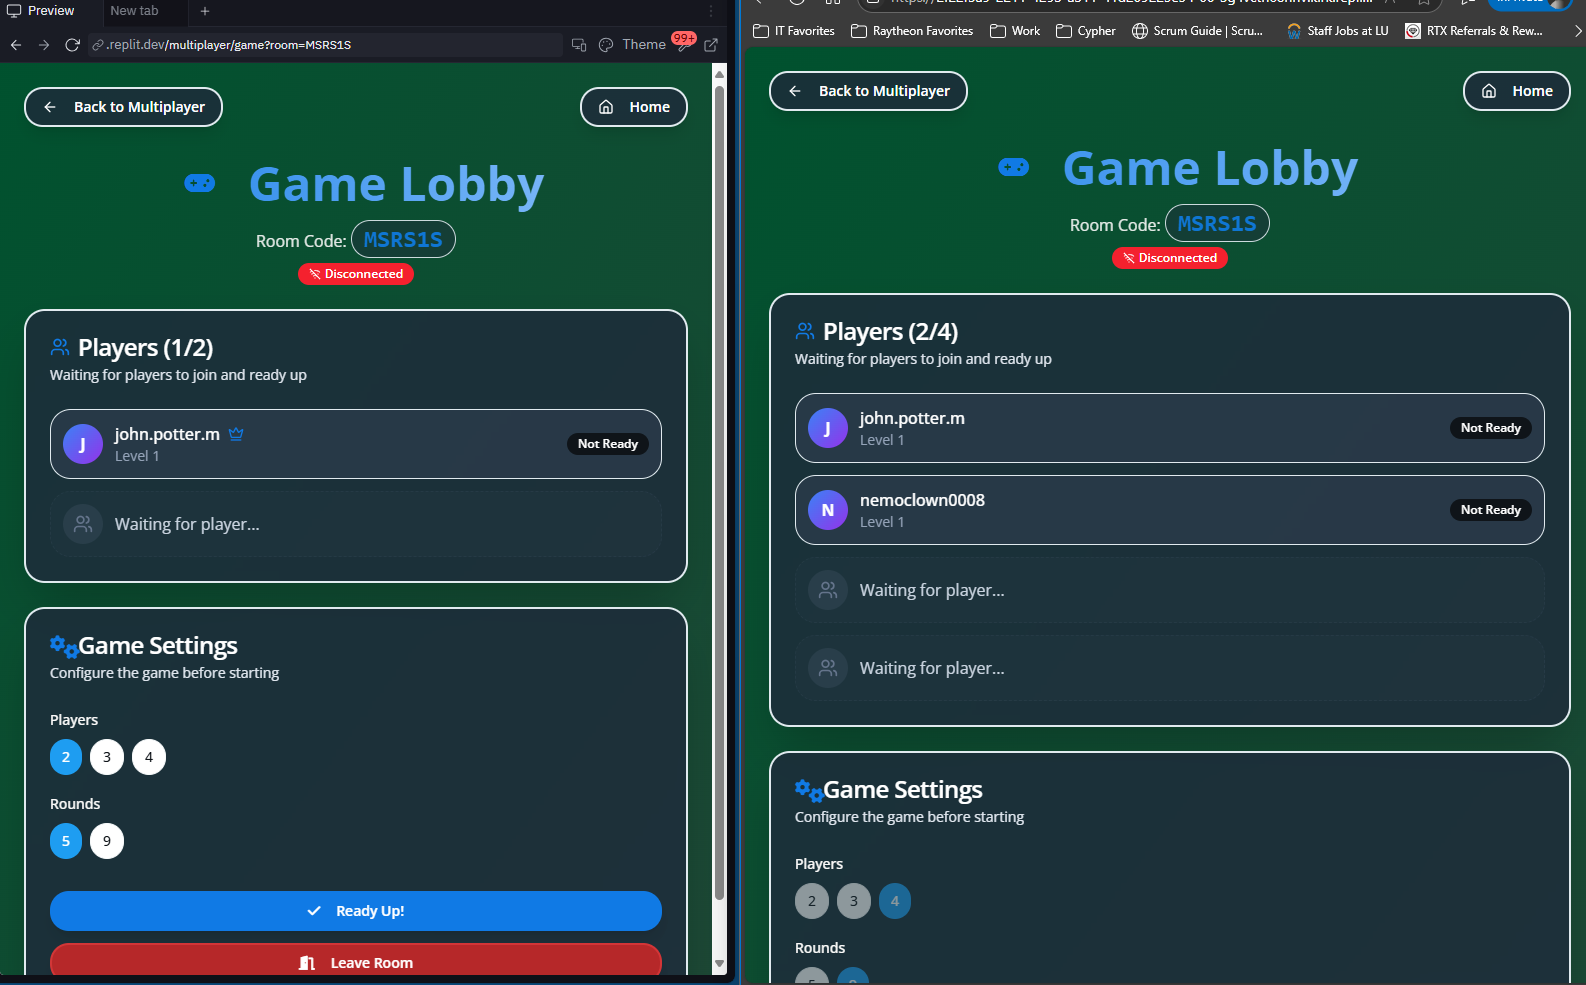 Preview
New tab
.replit.dev/multiplayer/game?room=MSRS1S
Theme
99+
Back to Multiplayer
Home
Game Lobby
Room Code: MSRS1S
Disconnected
Players (1/2)
Waiting for players to join and ready up
J
john.potter.m
Level 1
Not Ready
Waiting for player...
Game Settings
Configure the game before starting
Players
2 3 4
Rounds
5 9
Ready Up!
Leave Room
IT Favorites
Raytheon Favorites
Work
Cypher
Scrum Guide | Scru...
Staff Jobs at LU
RTX Referrals & Rew...
Back to Multiplayer
Home
Game Lobby
Room Code: MSRS1S
Disconnected
Players (2/4)
Waiting for players to join and ready up
J
john.potter.m
Level 1
Not Ready
N
nemoclown0008
Level 1
Not Ready
Waiting for player...
Waiting for player...
Game Settings
Configure the game before starting
Players
2 3 4
Rounds